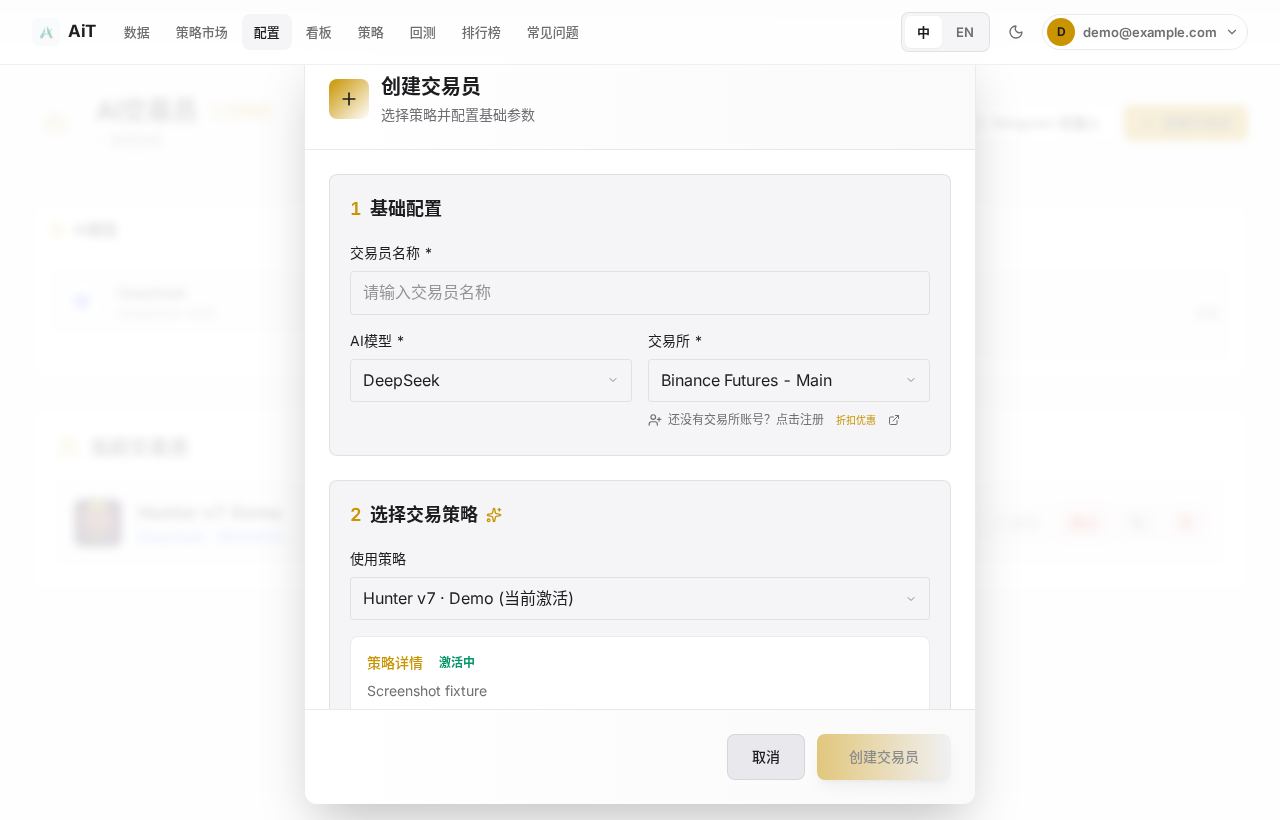 AiT
数据 策略市场 配置 看板 策略 回测 排行榜 常见问题
中 EN
D demo@example.com
创建交易员
选择策略并配置基础参数
1 基础配置
交易员名称 *
请输入交易员名称
AI模型 * 交易所 *
DeepSeek Binance Futures - Main
还没有交易所账号？点击注册 折扣优惠
2 选择交易策略
使用策略
Hunter v7 · Demo (当前激活)
策略详情 激活中
Screenshot fixture
取消 创建交易员